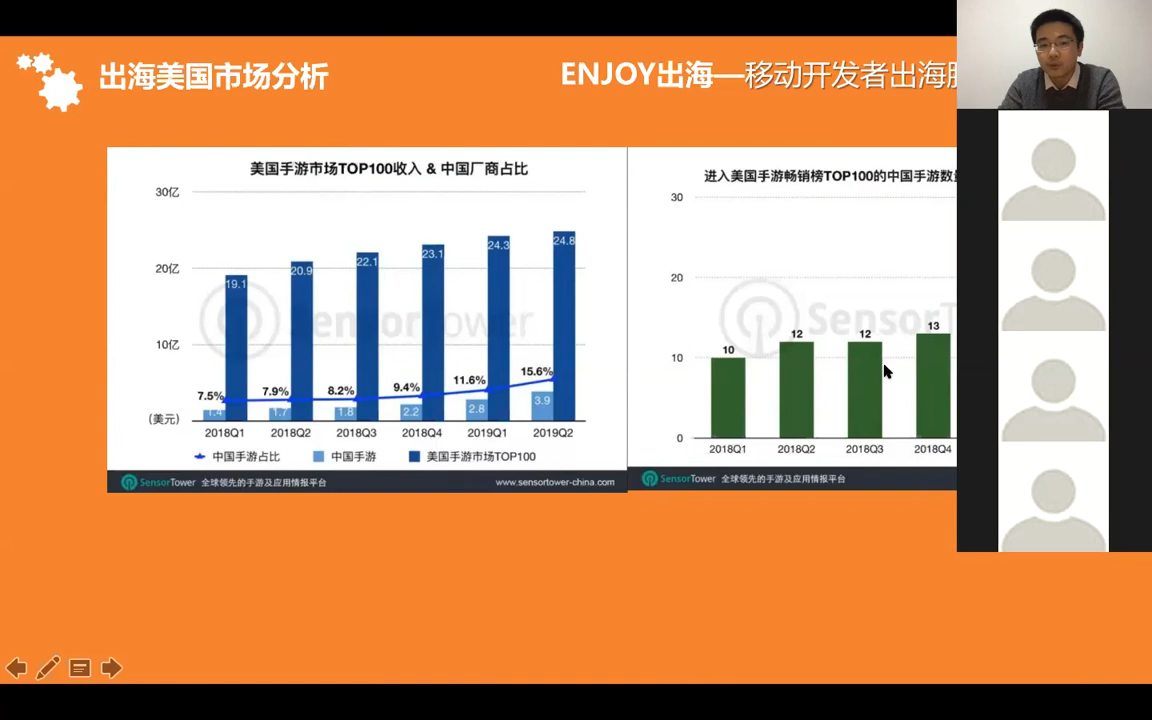 出海美国市场分析
ENJOY出海—移动开发者出海
美国手游市场TOP100收入 & 中国厂商占比
30亿
20亿
10亿
(美元)
19.1
20.9
22.1
23.1
24.3
24.8
7.5%
7.9%
8.2%
9.4%
11.6%
15.6%
1.4
1.7
1.8
2.2
2.8
3.9
2018Q1
2018Q2
2018Q3
2018Q4
2019Q1
2019Q2
中国手游占比
中国手游
美国手游市场TOP100
SensorTower
SensorTower 全球领先的手游及应用情报平台
www.sensortower-china.com
进入美国手游畅销榜TOP100的中国手游数
30
20
10
0
10
12
12
13
2018Q1
2018Q2
2018Q3
2018Q4
SensorT
SensorTower 全球领先的手游及应用情报平台